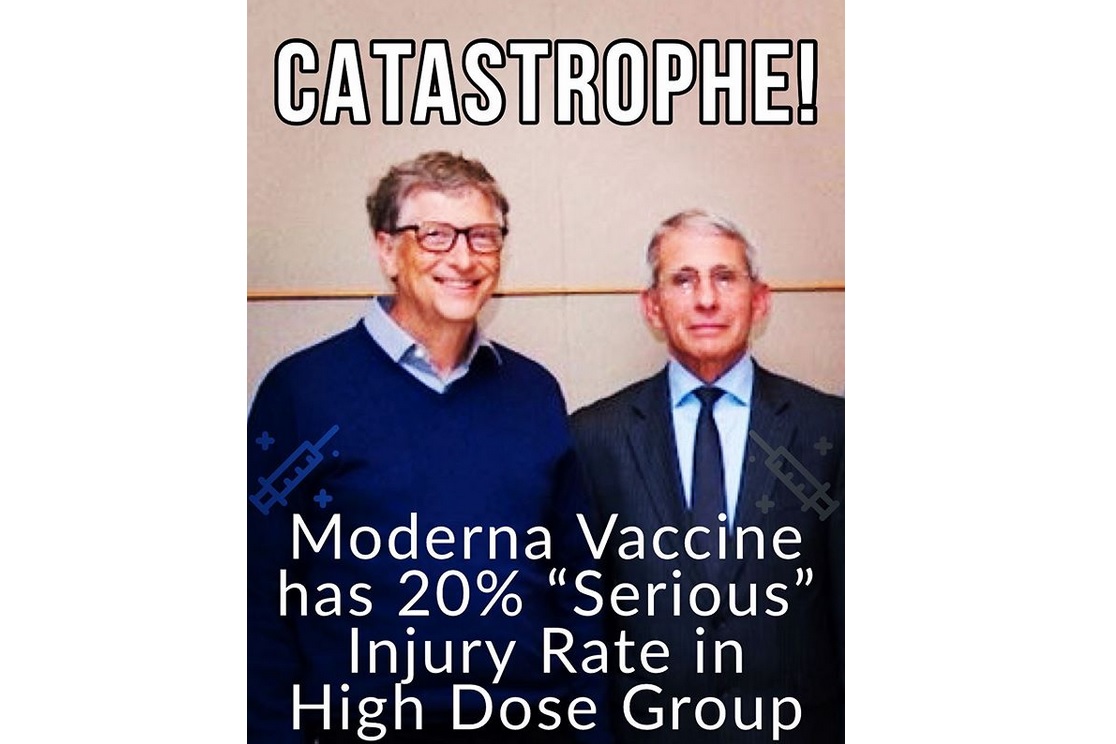 CATASTROPHE!
Moderna Vaccine
has 20% “Serious”
Injury Rate in
High Dose Group